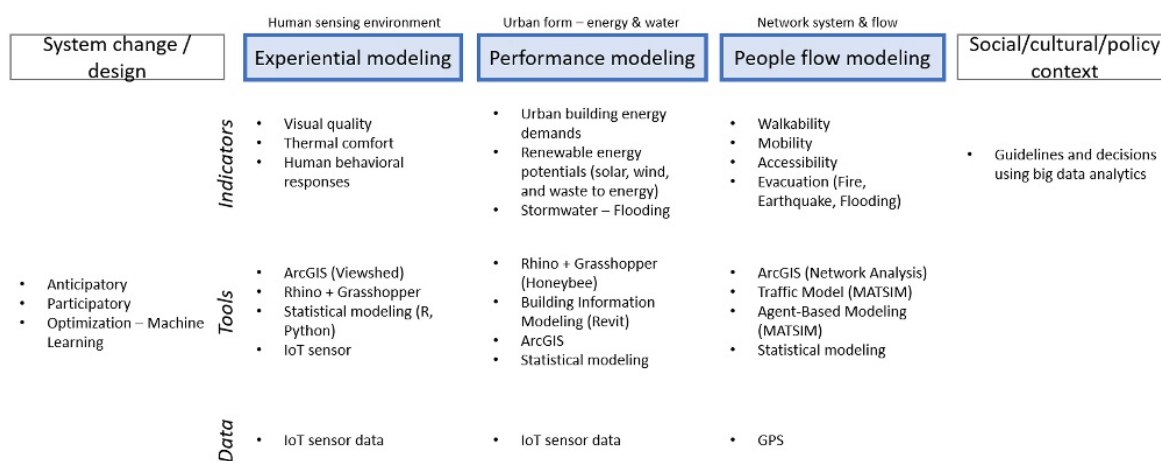 Human sensing environment
Urban form – energy & water
Network system & flow
System change /
design
Experiential modeling
Performance modeling
People flow modeling
Social/cultural/policy
context
Indicators
• Visual quality
• Thermal comfort
• Human behavioral
responses
• Urban building energy
demands
• Renewable energy
potentials (solar, wind,
and waste to energy)
• Stormwater – Flooding
• Walkability
• Mobility
• Accessibility
• Evacuation (Fire,
Earthquake, Flooding)
• Guidelines and decisions
using big data analytics
• Anticipatory
• Participatory
• Optimization – Machine
Learning
Tools
• ArcGIS (Viewshed)
• Rhino + Grasshopper
• Statistical modeling (R,
Python)
• IoT sensor
• Rhino + Grasshopper
(Honeybee)
• Building Information
Modeling (Revit)
• ArcGIS
• Statistical modeling
• ArcGIS (Network Analysis)
• Traffic Model (MATSIM)
• Agent-Based Modeling
(MATSIM)
• Statistical modeling
Data
• IoT sensor data
• IoT sensor data
• GPS